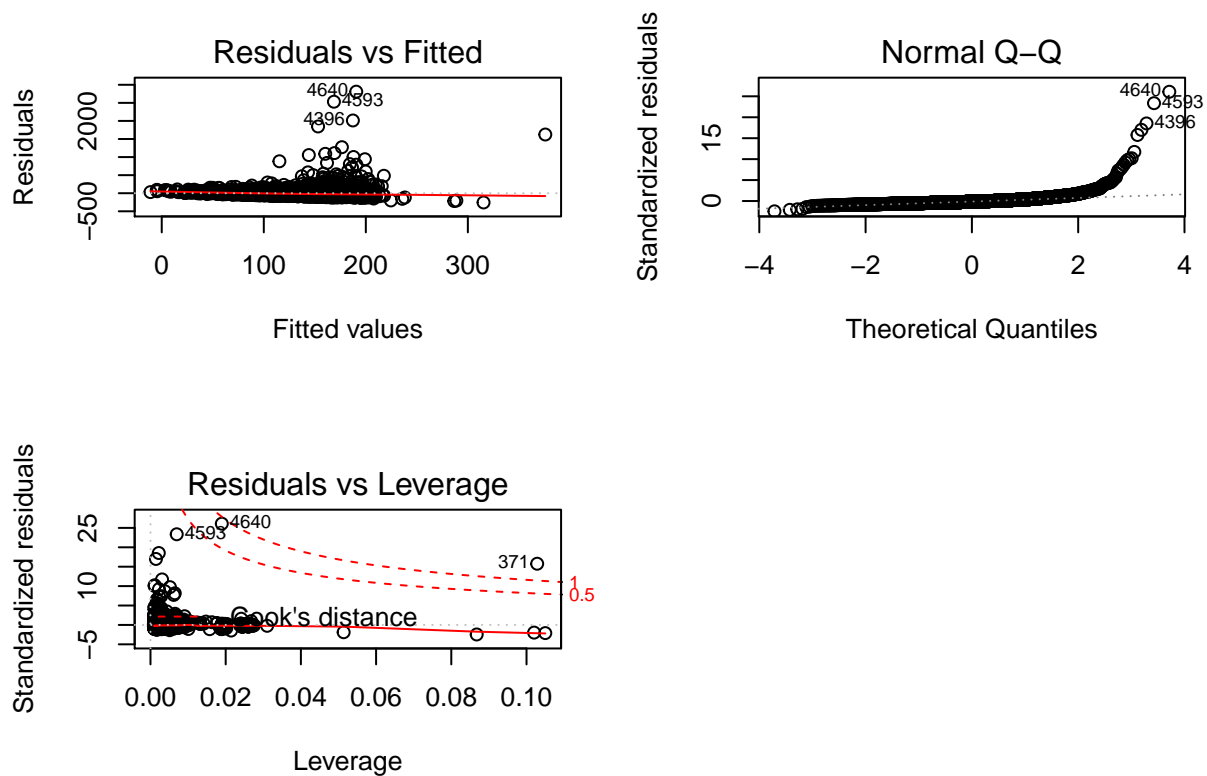 Residuals vs Fitted
Residuals
2000
−500
4640
4593
4396
0 100 200 300
Fitted values
Normal Q−Q
Standardized residuals
15
0
4640
4593
4396
−4 −2 0 2 4
Theoretical Quantiles
Residuals vs Leverage
Standardized residuals
25
10
−5
4593
4640
371
1
0.5
ok's distance
0.00 0.02 0.04 0.06 0.08 0.10
Leverage